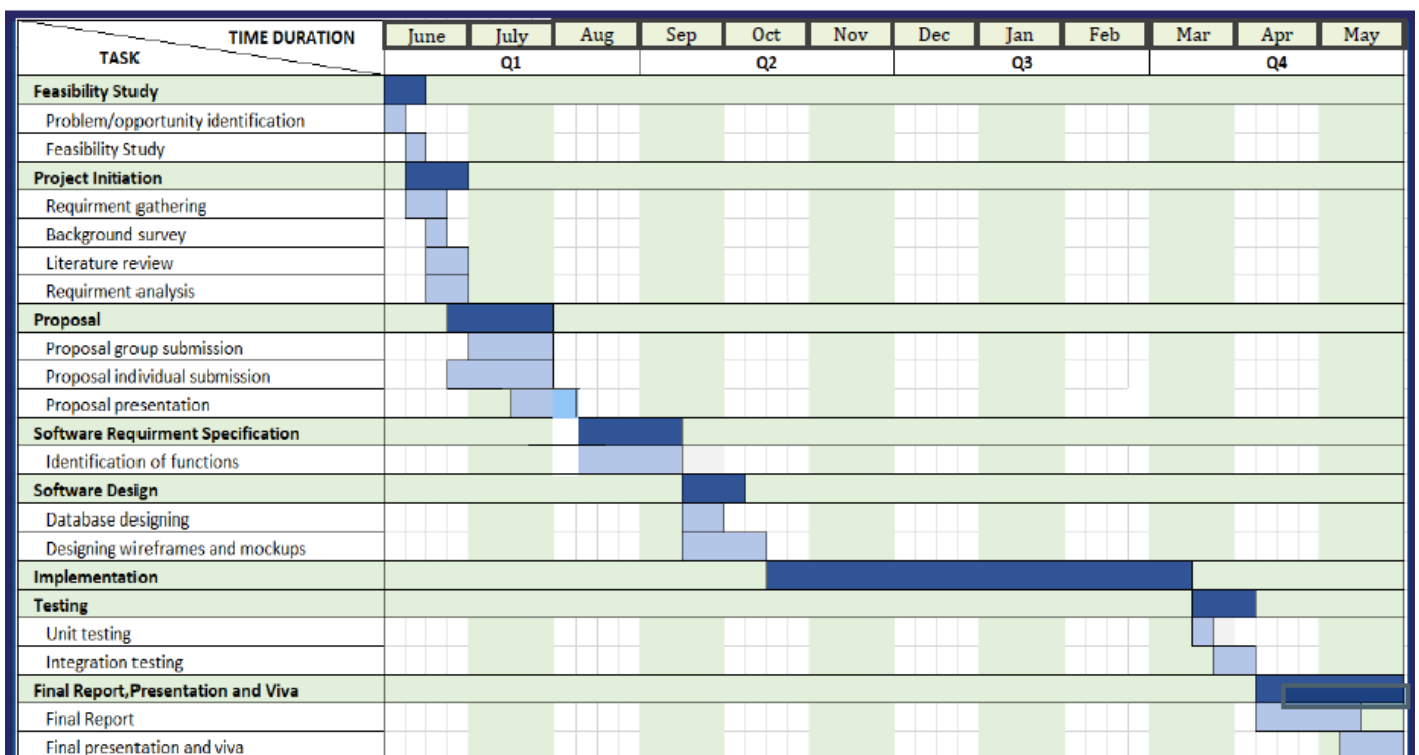 TIME DURATION
TASK
June July Aug Sep Oct Nov Dec Jan Feb Mar Apr May
Q1 Q2 Q3 Q4
Feasibility Study
Problem/opportunity identification
Feasibility Study
Project Initiation
Requirment gathering
Background survey
Literature review
Requirment analysis
Proposal
Proposal group submission
Proposal individual submission
Proposal presentation
Software Requirment Specification
Identification of functions
Software Design
Database designing
Designing wireframes and mockups
Implementation
Testing
Unit testing
Integration testing
Final Report,Presentation and Viva
Final Report
Final presentation and viva